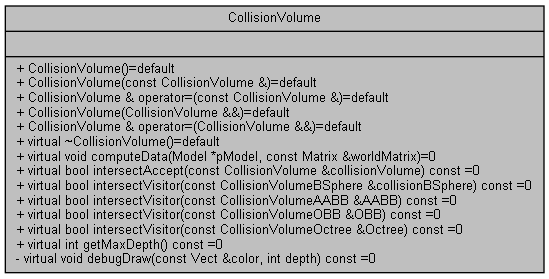 CollisionVolume
+ CollisionVolume()=default
+ CollisionVolume(const CollisionVolume &)=default
+ CollisionVolume & operator=(const CollisionVolume &)=default
+ CollisionVolume(CollisionVolume &&)=default
+ CollisionVolume & operator=(CollisionVolume &&)=default
+ virtual ~CollisionVolume()=default
+ virtual void computeData(Model *pModel, const Matrix &worldMatrix)=0
+ virtual bool intersectAccept(const CollisionVolume &collisionVolume) const =0
+ virtual bool intersectVisitor(const CollisionVolumeBSphere &collisionBSphere) const =0
+ virtual bool intersectVisitor(const CollisionVolumeAABB &AABB) const =0
+ virtual bool intersectVisitor(const CollisionVolumeOBB &OBB) const =0
+ virtual bool intersectVisitor(const CollisionVolumeOctree &Octree) const =0
+ virtual int getMaxDepth() const =0
- virtual void debugDraw(const Vect &color, int depth) const =0